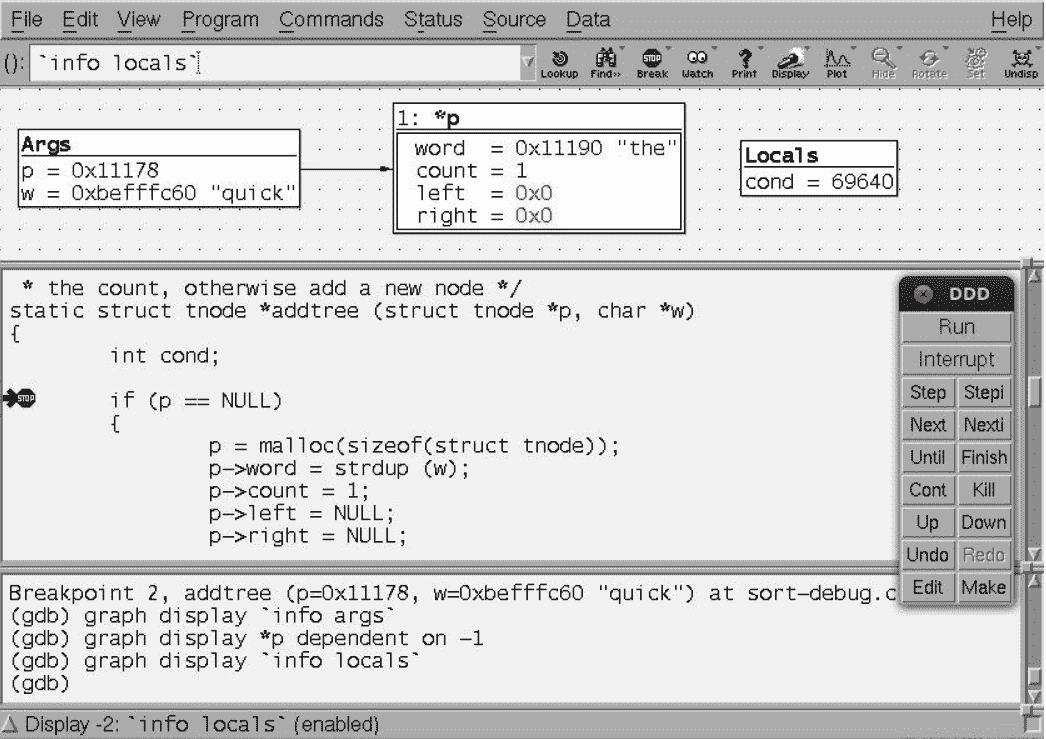 File Edit View Program Commands Status Source Data Help
(): `info locals`
Lookup Find>> Break Watch Print Display Plot Hide Rotate Set Undisp
1: *p
word = 0x11190 "the"
count = 1
left = 0x0
right = 0x0
Args
p = 0x11178
w = 0xbefffc60 "quick"
Locals
cond = 69640
* the count, otherwise add a new node */
static struct tnode *addtree (struct tnode *p, char *w)
{
int cond;
STOP
if (p == NULL)
{
p = malloc(sizeof(struct tnode));
p->word = strdup (w);
p->count = 1;
p->left = NULL;
p->right = NULL;
DDD
Run
Interrupt
Step Stepi
Next Nexti
Until Finish
Cont Kill
Up Down
Undo Redo
Edit Make
Breakpoint 2, addtree (p=0x11178, w=0xbefffc60 "quick") at sort-debug.c
(gdb) graph display `info args`
(gdb) graph display *p dependent on -1
(gdb) graph display `info locals`
(gdb)
Display -2: `info locals` (enabled)